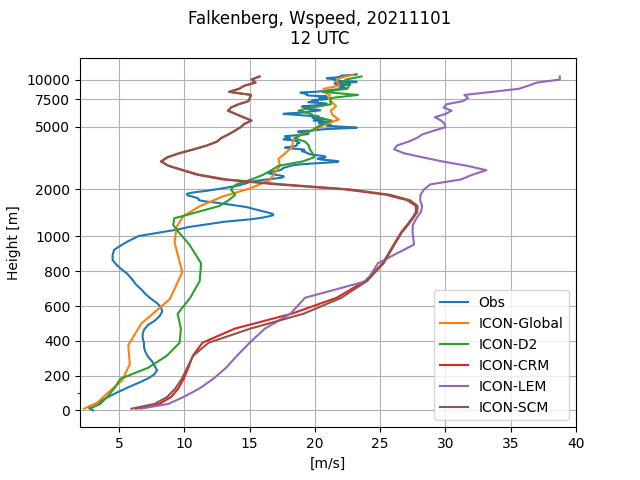 Falkenberg, Wspeed, 20211101
12 UTC
Height [m]
10000
7500
5000
2000
1000
800
600
400
200
0
Obs
ICON-Global
ICON-D2
ICON-CRM
ICON-LEM
ICON-SCM
5 10 15 20 25 30 35 40
[m/s]